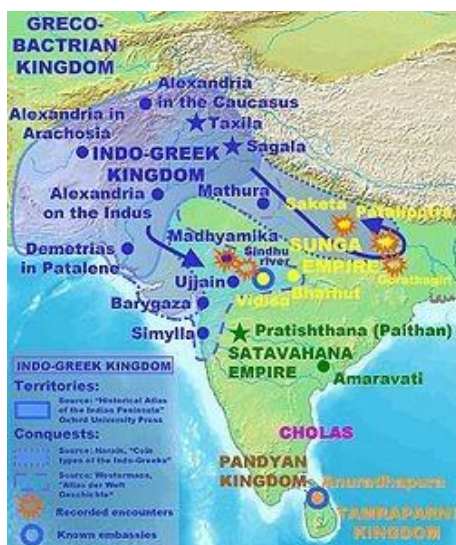 GRECO-
BACTRIAN
KINGDOM
Alexandria
in the Caucasus
Alexandria in
Arachosia
Taxila
Sagala
INDO-GREEK
KINGDOM
Alexandria
on the Indus
Mathura
Saketa
Pataliputra
Demetrias
in Patalene
Madhyamika
Sindhu
river
SUNGA
EMPIRE
Gorathagiri
Ujjain
Vidisa
Bharhut
Barygaza
Simylla
Pratishthana (Paithan)
SATAVAHANA
EMPIRE
Amaravati
INDO-GREEK KINGDOM
Territories:
Source: "Historical Atlas
of the Indian Peninsula"
Oxford University Press
Conquests:
Source: Narain, "Coin
types of the Indo-Greeks"
Source: Westermans,
"Atlas der Welt
Geschichte"
Recorded encounters
Known embassies
CHOLAS
PANDYAN
KINGDOM
Anuradhapura
TAMRAPARNI
KINGDOM